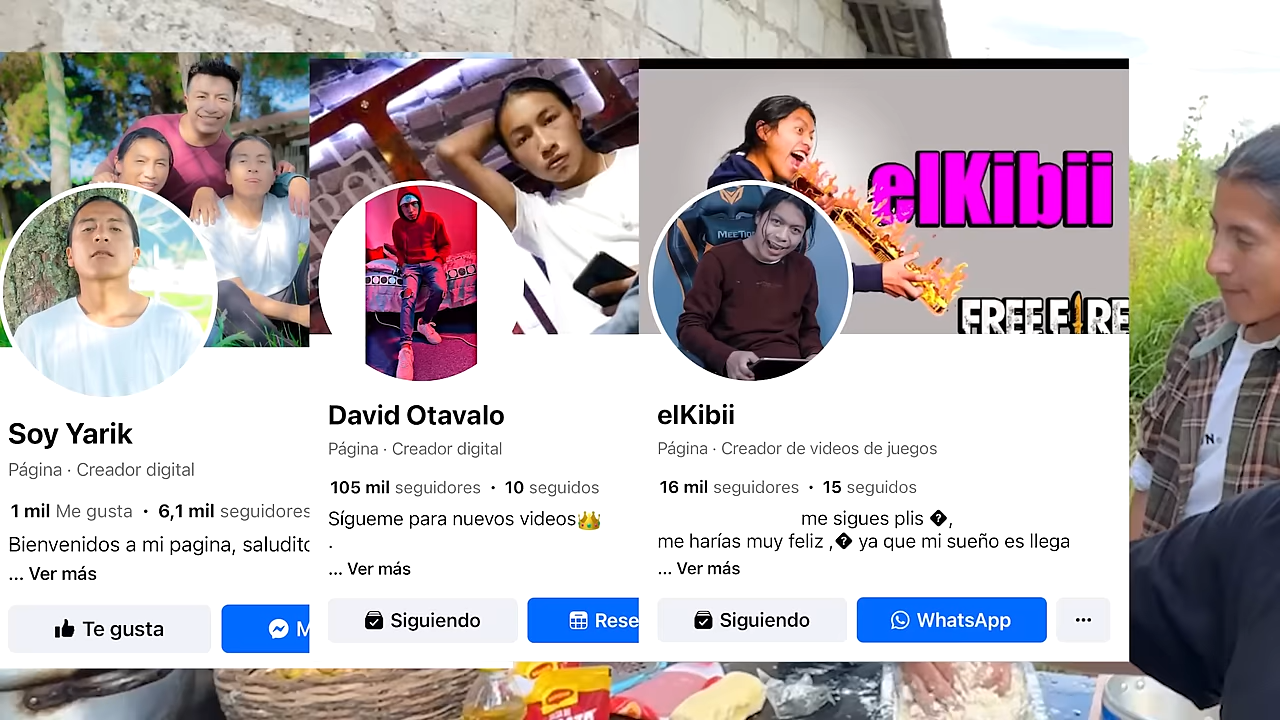 elKibii
FREE FIRE
MEETION
Soy Yarik
Página · Creador digital
1 mil Me gusta · 6,1 mil seguidores
Bienvenidos a mi pagina, saludito
... Ver más
Te gusta
M
David Otavalo
Página · Creador digital
105 mil seguidores · 10 seguidos
Sígueme para nuevos videos👑
.
... Ver más
Siguiendo
Rese
elKibii
Página · Creador de videos de juegos
16 mil seguidores · 15 seguidos
me sigues plis �,
me harías muy feliz ,� ya que mi sueño es llega
... Ver más
Siguiendo
WhatsApp
...
MAGGI